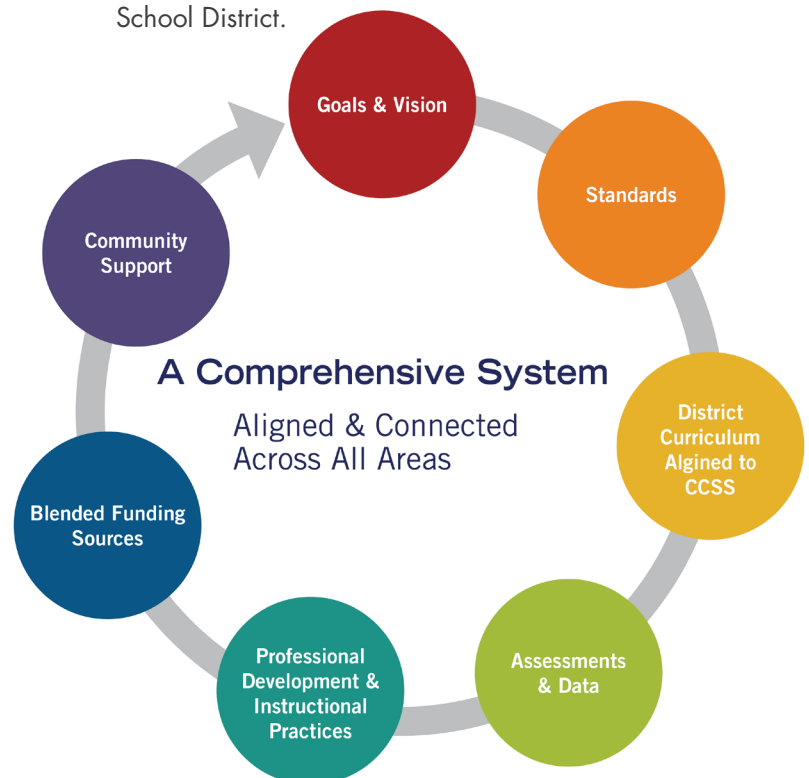 School District.
Goals & Vision
Standards
District
Curriculum
Algined to
CCSS
Assessments
& Data
Professional
Development &
Instructional
Practices
Blended Funding
Sources
Community
Support
A Comprehensive System
Aligned & Connected
Across All Areas